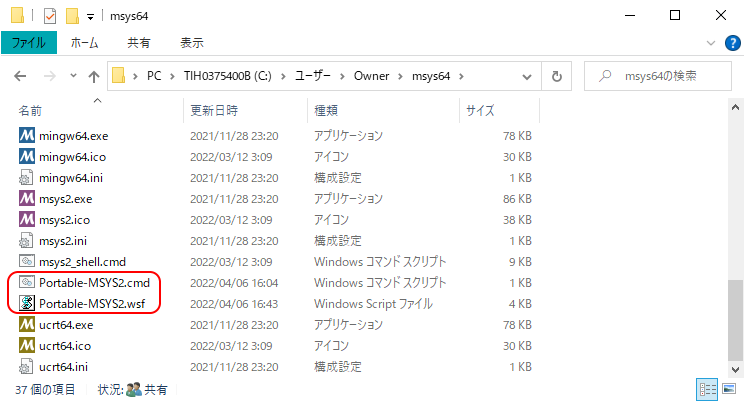 msys64
ファイル ホーム 共有 表示
PC TIH0375400B (C:) ユーザー Owner msys64 msys64の検索
名前 更新日時 種類 サイズ
mingw64.exe 2021/11/28 23:20 アプリケーション 78 KB
mingw64.ico 2022/03/12 3:09 アイコン 30 KB
mingw64.ini 2021/11/28 23:20 構成設定 1 KB
msys2.exe 2021/11/28 23:20 アプリケーション 86 KB
msys2.ico 2022/03/12 3:09 アイコン 38 KB
msys2.ini 2021/11/28 23:20 構成設定 1 KB
msys2_shell.cmd 2022/03/12 3:09 Windows コマンド スクリプト 9 KB
Portable-MSYS2.cmd 2022/04/06 16:04 Windows コマンド スクリプト 1 KB
Portable-MSYS2.wsf 2022/04/06 16:43 Windows Script ファイル 4 KB
ucrt64.exe 2021/11/28 23:20 アプリケーション 78 KB
ucrt64.ico 2022/03/12 3:09 アイコン 30 KB
ucrt64.ini 2021/11/28 23:20 構成設定 1 KB
37 個の項目 状況: 共有